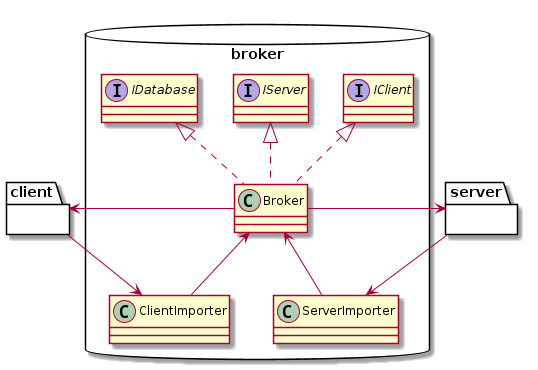 broker
I IDatabase
I IServer
I IClient
client
C Broker
server
C ClientImporter
C ServerImporter